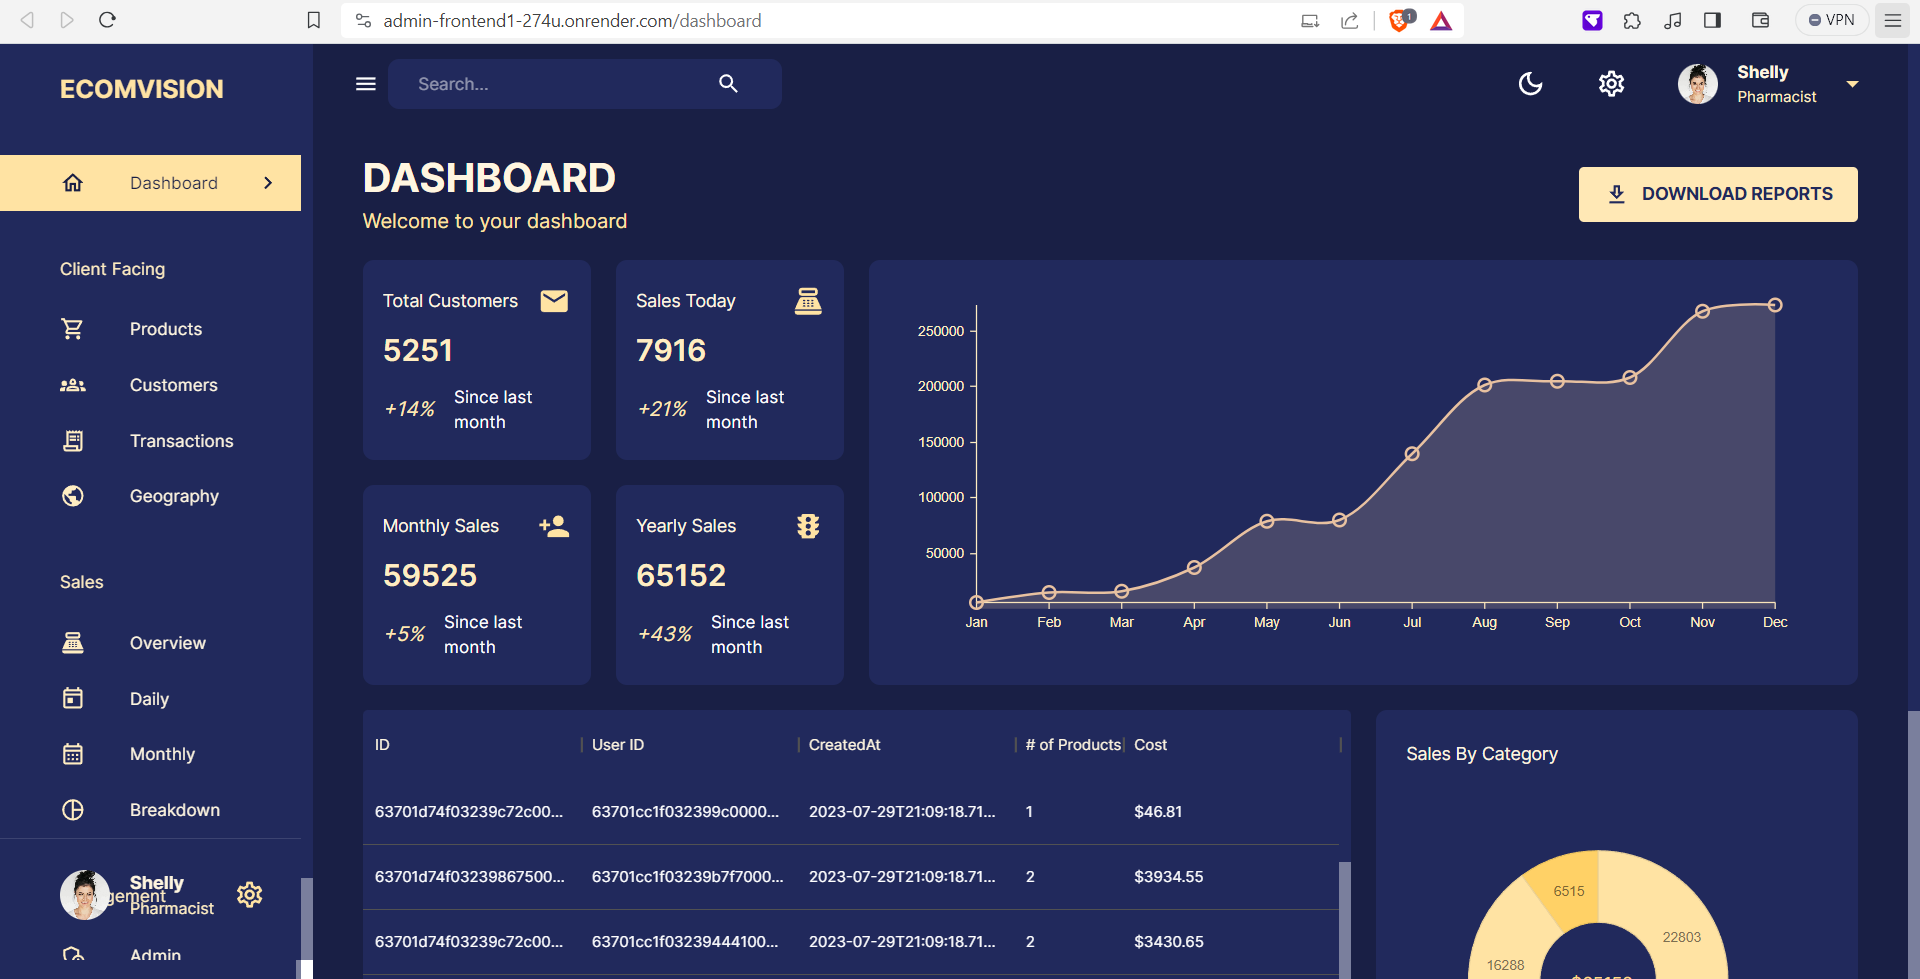 admin-frontend1-274u.onrender.com/dashboard
1
VPN
ECOMVISION
Search...
Shelly
Pharmacist
Dashboard
DASHBOARD
Welcome to your dashboard
DOWNLOAD REPORTS
Client Facing
Products
Customers
Transactions
Geography
Sales
Overview
Daily
Monthly
Breakdown
Shelly
gement
Pharmacist
Admin
Total Customers
5251
+14%
Since last
month
Sales Today
7916
+21%
Since last
month
Monthly Sales
59525
+5%
Since last
month
Yearly Sales
65152
+43%
Since last
month
250000
200000
150000
100000
50000
Jan Feb Mar Apr May Jun Jul Aug Sep Oct Nov Dec
ID User ID CreatedAt # of Products Cost
63701d74f03239c72c00... 63701cc1f032399c0000... 2023-07-29T21:09:18.71... 1 $46.81
63701d74f03239867500... 63701cc1f03239b7f7000... 2023-07-29T21:09:18.71... 2 $3934.55
63701d74f03239c72c00... 63701cc1f03239444100... 2023-07-29T21:09:18.71... 2 $3430.65
Sales By Category
6515
22803
16288